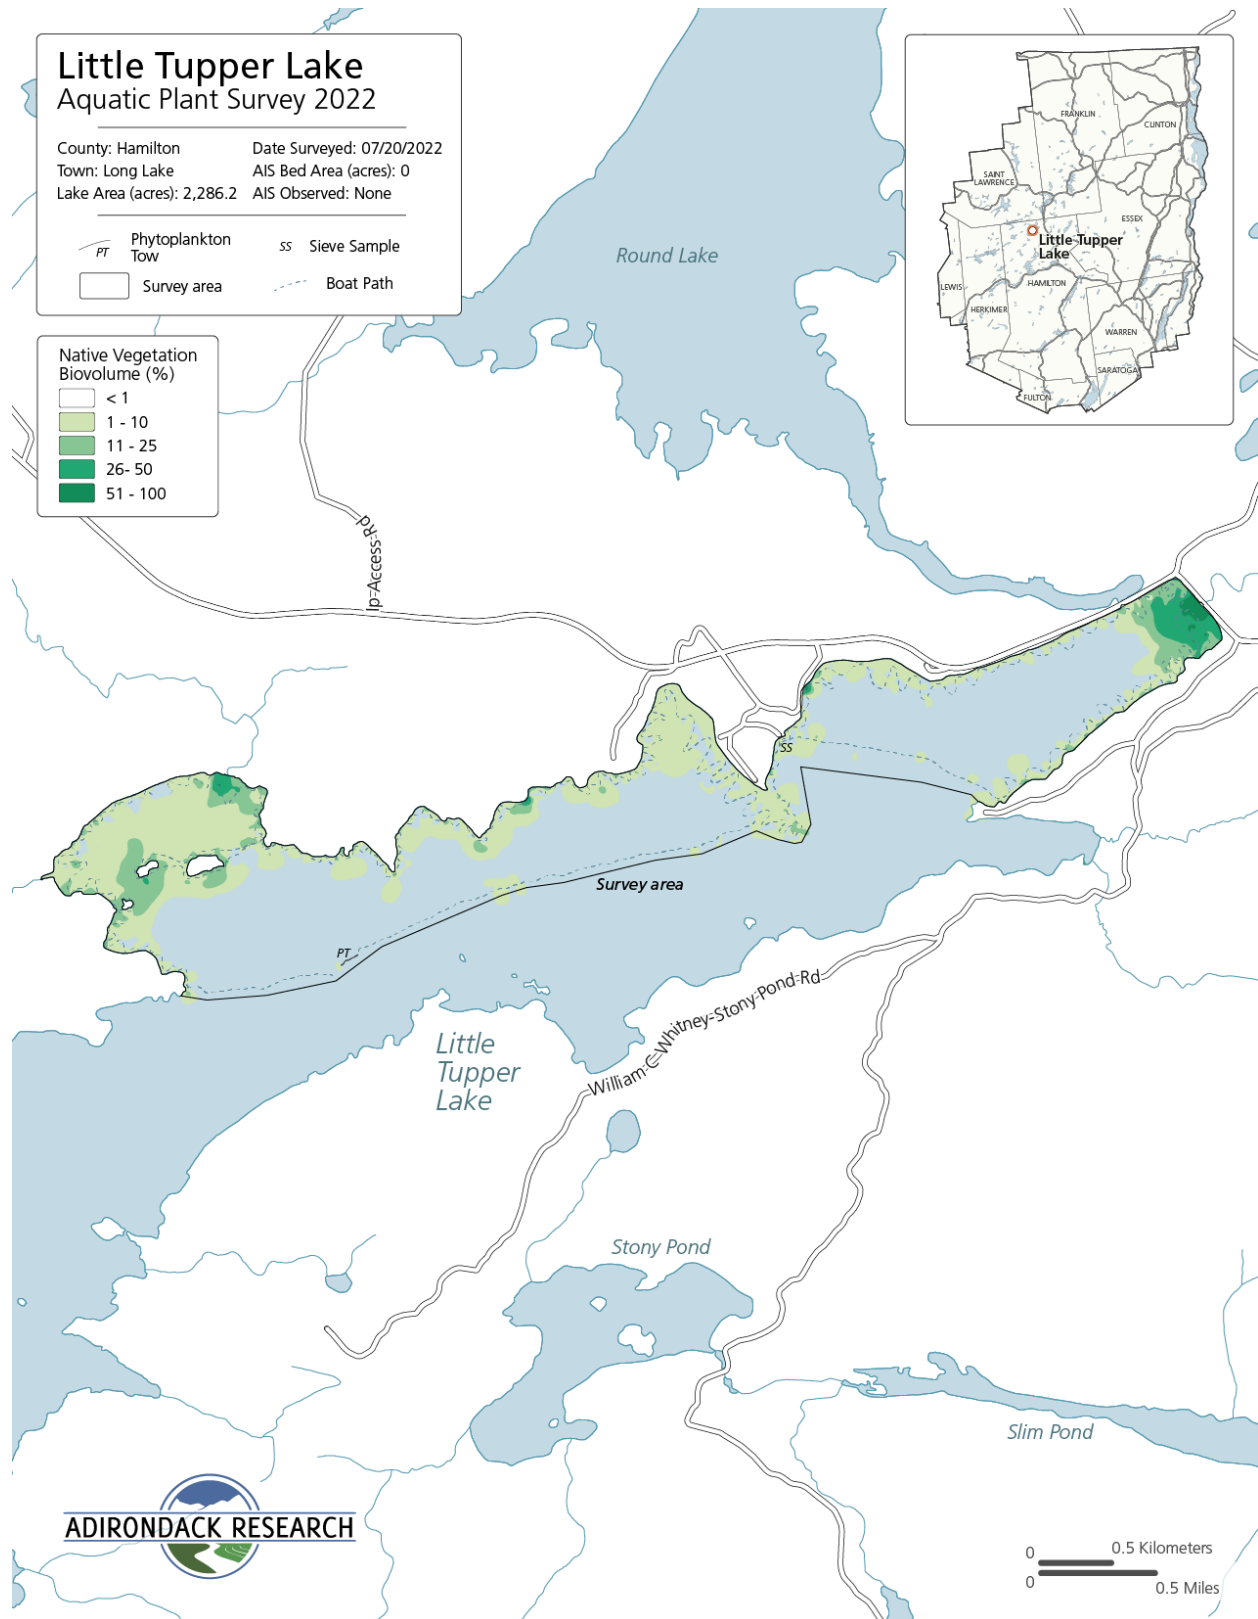 Little Tupper Lake
Aquatic Plant Survey 2022
County: Hamilton
Town: Long Lake
Lake Area (acres): 2,286.2
Date Surveyed: 07/20/2022
AIS Bed Area (acres): 0
AIS Observed: None
PT
Phytoplankton
Tow
SS
Sieve Sample
Survey area
Boat Path
Native Vegetation
Biovolume (%)
< 1
1 - 10
11 - 25
26- 50
51 - 100
FRANKLIN
CLINTON
SAINT
LAWRENCE
ESSEX
Little Tupper
Lake
LEWIS
HAMILTON
HERKIMER
WARREN
SARATOGA
FULTON
Round Lake
Ip-Access-Rd
SS
Survey area
PT
William-C-Whitney-Stony-Pond-Rd
Little
Tupper
Lake
Stony Pond
Slim Pond
ADIRONDACK RESEARCH
0
0.5 Kilometers
0
0.5 Miles